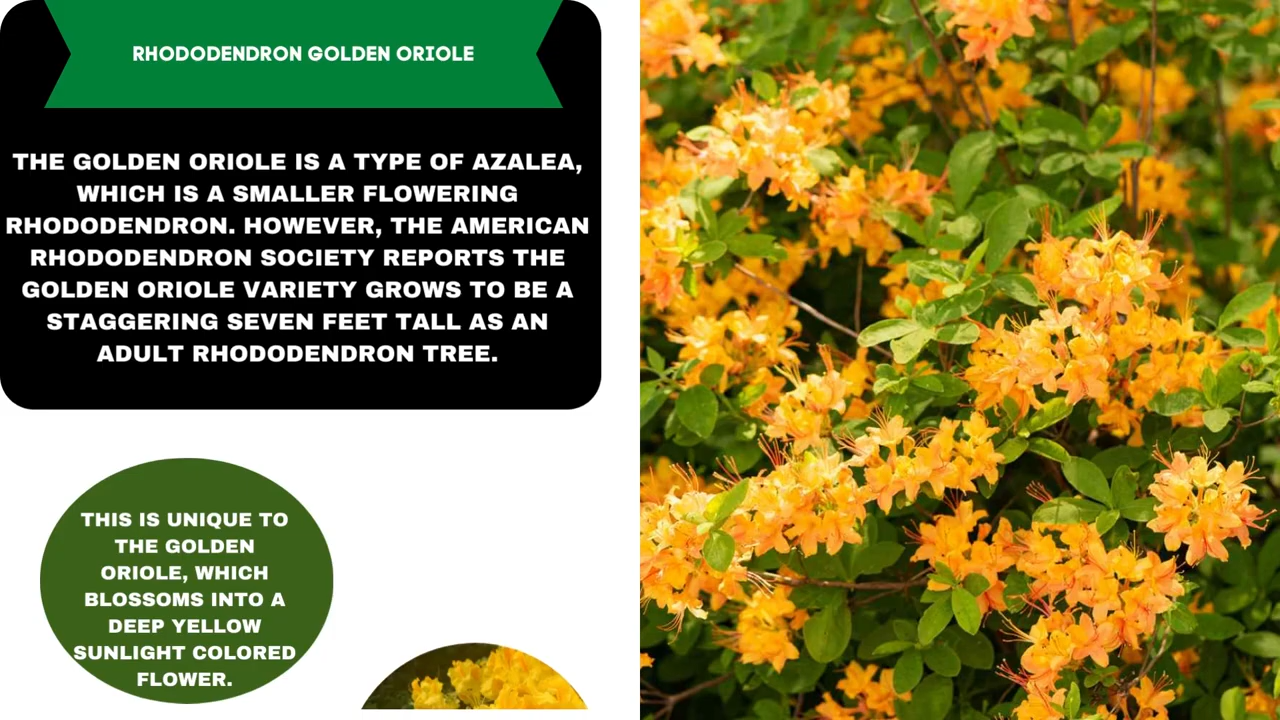 RHODODENDRON GOLDEN ORIOLE
THE GOLDEN ORIOLE IS A TYPE OF AZALEA,
WHICH IS A SMALLER FLOWERING
RHODODENDRON. HOWEVER, THE AMERICAN
RHODODENDRON SOCIETY REPORTS THE
GOLDEN ORIOLE VARIETY GROWS TO BE A
STAGGERING SEVEN FEET TALL AS AN
ADULT RHODODENDRON TREE.
THIS IS UNIQUE TO
THE GOLDEN
ORIOLE, WHICH
BLOSSOMS INTO A
DEEP YELLOW
SUNLIGHT COLORED
FLOWER.